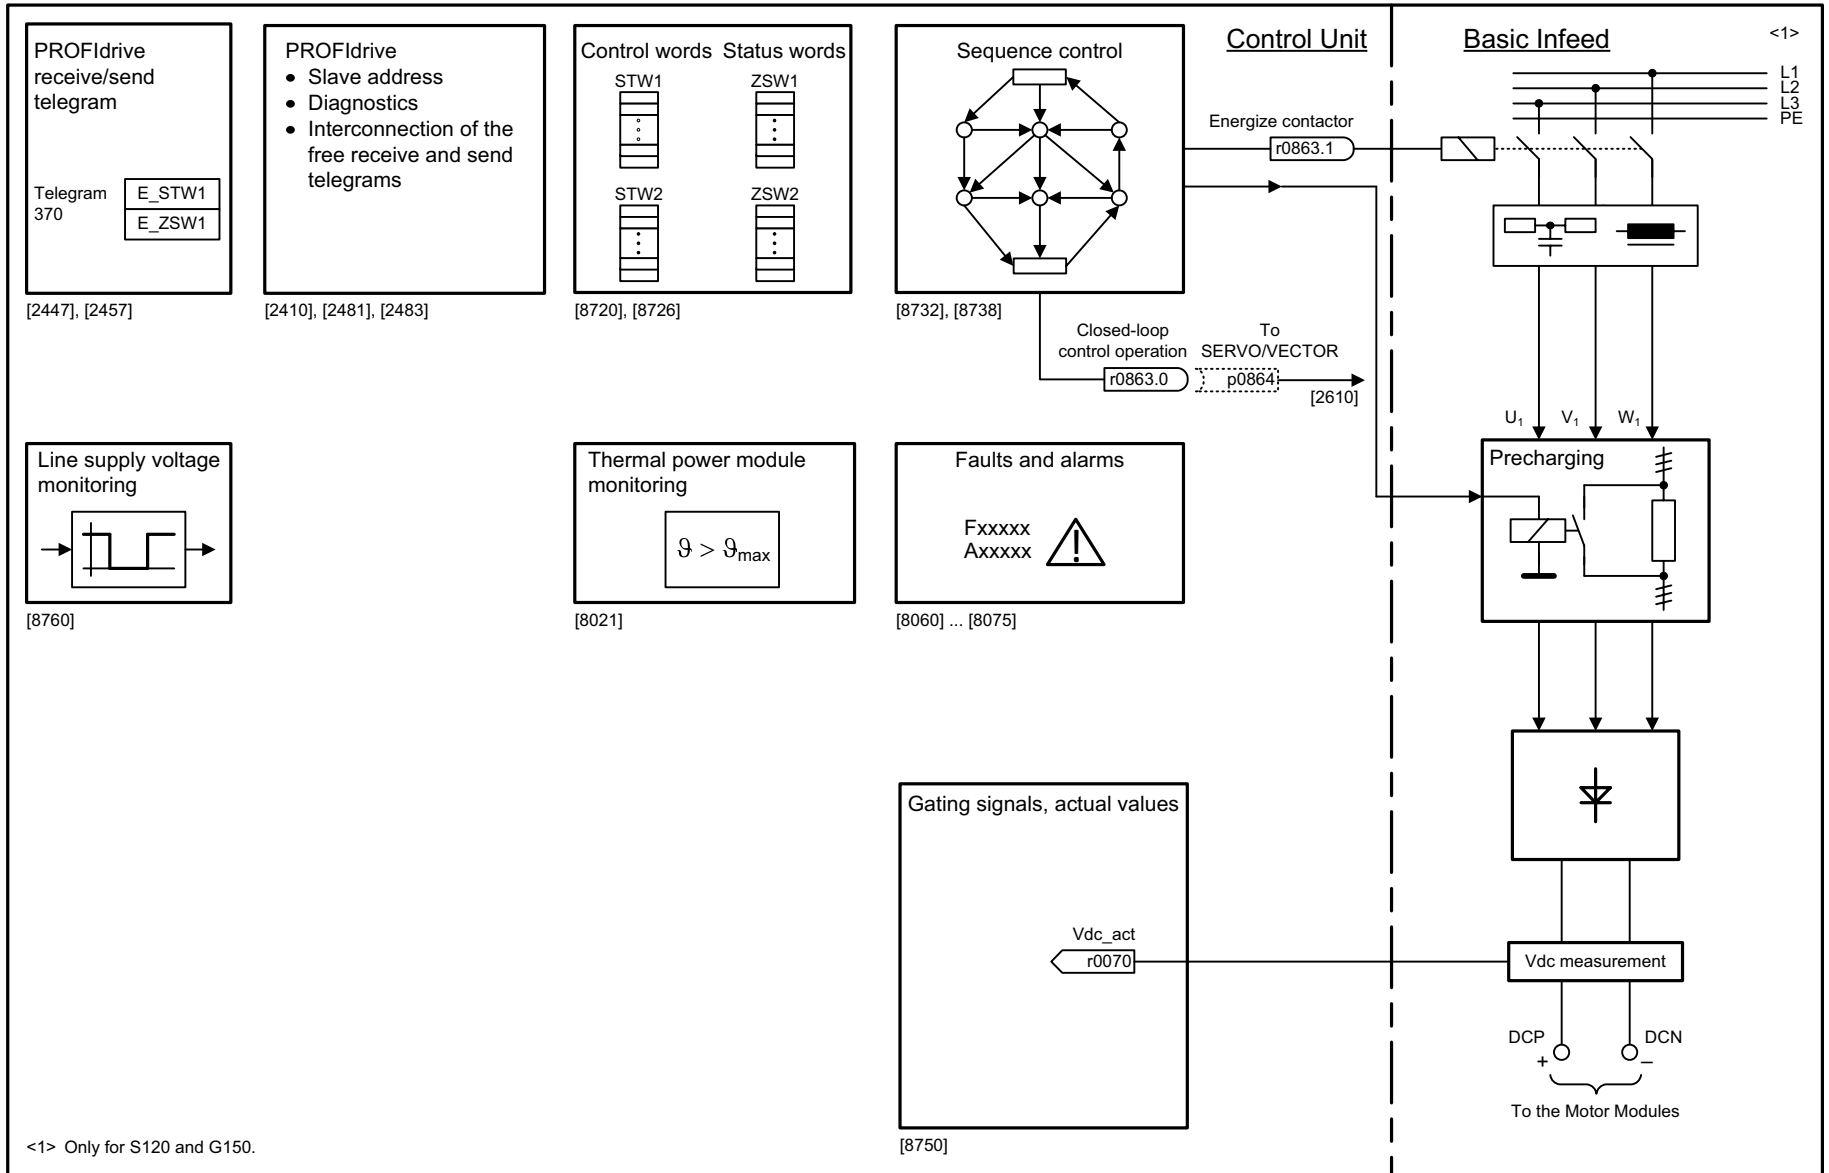 PROFIdrive
receive/send
telegram
Telegram
370
E_STW1
E_ZSW1
[2447], [2457]
PROFIdrive
• Slave address
• Diagnostics
• Interconnection of the
free receive and send
telegrams
[2410], [2481], [2483]
Control words Status words
STW1 ZSW1
STW2 ZSW2
[8720], [8726]
Sequence control
[8732], [8738]
Control Unit
Basic Infeed
<1>
L1
L2
L3
PE
Energize contactor
r0863.1
Closed-loop
control operation
r0863.0
To
SERVO/VECTOR
p0864
[2610]
U1 V1 W1
Precharging
Line supply voltage
monitoring
[8760]
Thermal power module
monitoring
ϑ > ϑmax
[8021]
Faults and alarms
Fxxxxx
Axxxxx
!
[8060] ... [8075]
Gating signals, actual values
Vdc_act
r0070
[8750]
Vdc measurement
DCP DCN
+ –
To the Motor Modules
<1> Only for S120 and G150.